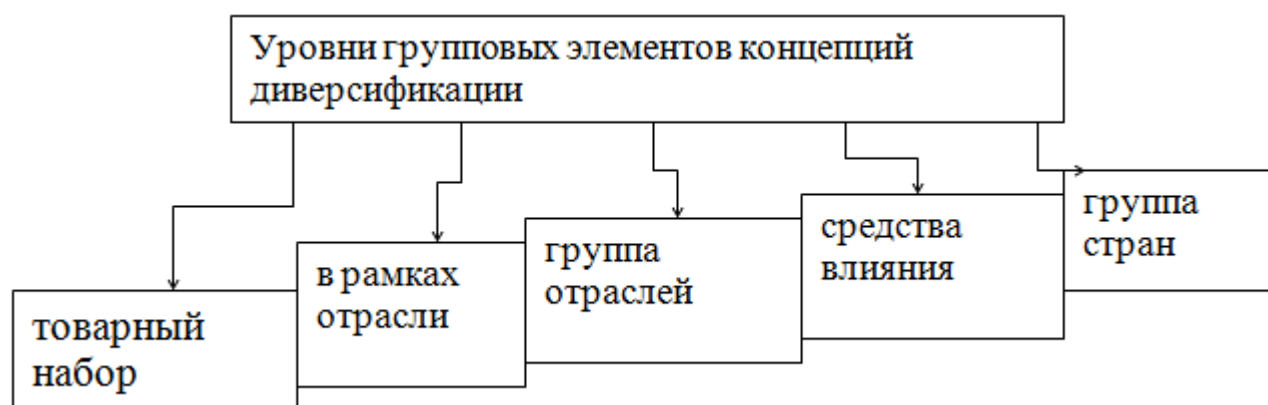 Уровни групповых элементов концепций
диверсификации
товарный
набор
в рамках
отрасли
группа
отраслей
средства
влияния
группа
стран